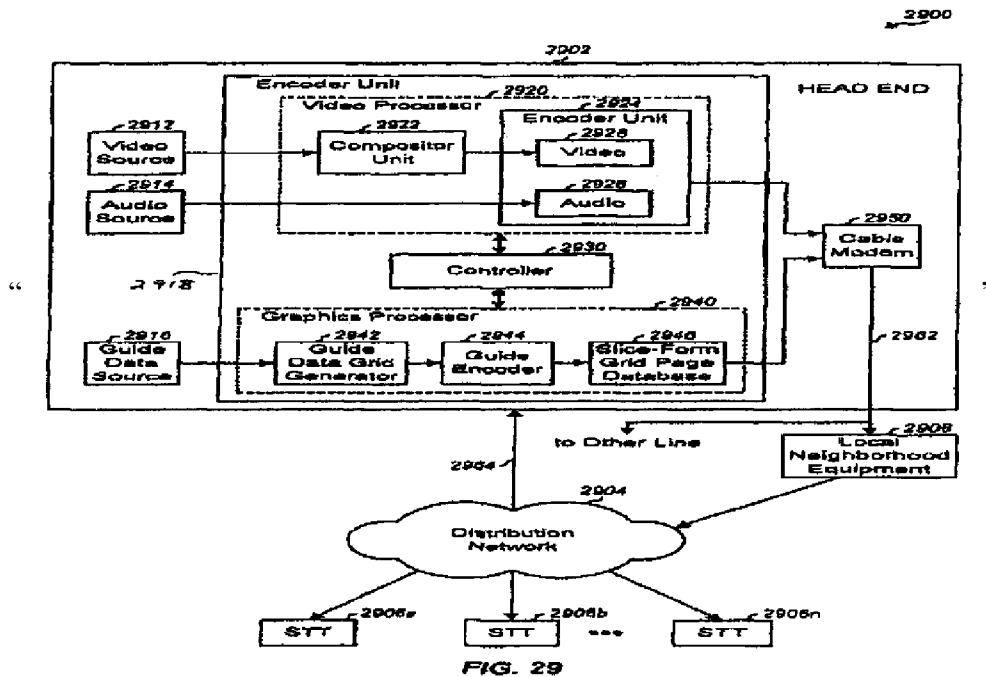 2900
2902
Encoder Unit
HEAD END
2920
Video Processor
2924
Encoder Unit
2912
Video
Source
2922
Compositor
Unit
Video
2914
Audio
Source
Audio
2950
Cable
Modem
2930
Controller
2918
“
”
2940
Graphics Processor
2916
Guide
Data
Source
2942
Guide
Data Grid
Generator
2944
Guide
Encoder
2946
Slice-Form
Grid Page
Database
2962
to Other Line
2908
Local
Neighborhood
Equipment
2964
2904
Distribution
Network
2906a
STT
2906b
STT
•••
2906n
STT
FIG. 29